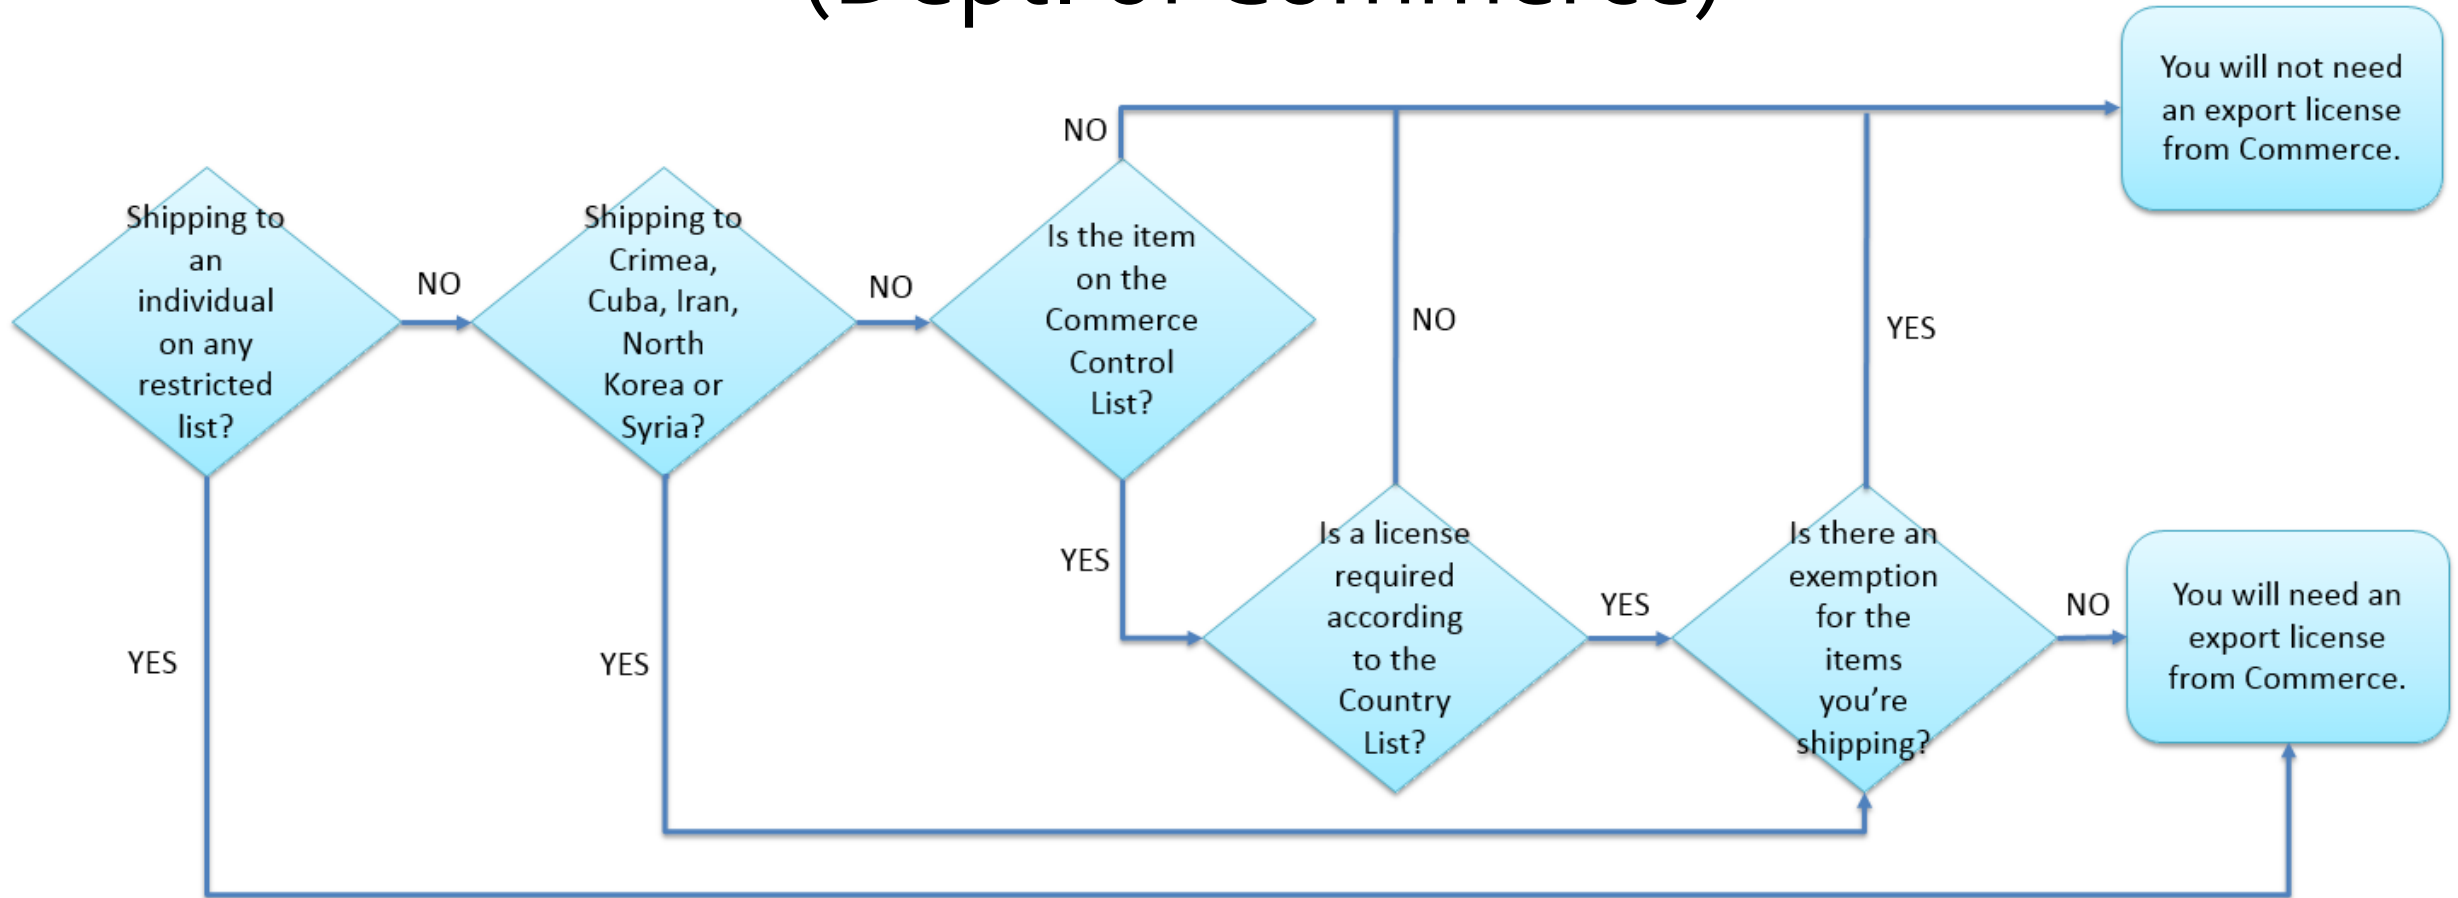 (Dept. of Commerce)
You will not need
an export license
from Commerce.
NO
Shipping to
an
individual
on any
restricted
list?
NO
Shipping to
Crimea,
Cuba, Iran,
North
Korea or
Syria?
NO
Is the item
on the
Commerce
Control
List?
NO
YES
YES
YES
YES
Is a license
required
according
to the
Country
List?
YES
Is there an
exemption
for the
items
you’re
shipping?
NO
You will need an
export license
from Commerce.